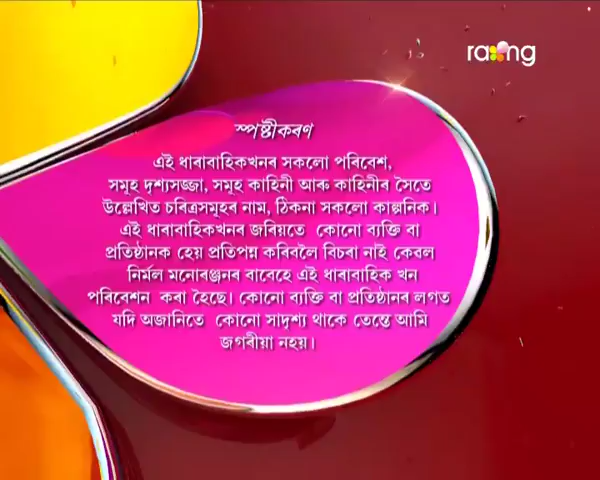 rang
স্পষ্টীকৰণ
এই ধাৰাবাহিকখনৰ সকলো পৰিবেশ,
সমূহ দৃশ্যসজ্জা, সমূহ কাহিনী আৰু কাহিনীৰ সৈতে
উল্লেখিত চৰিত্ৰসমূহৰ নাম, ঠিকনা সকলো কাল্পনিক।
এই ধাৰাবাহিকখনৰ জৰিয়তে কোনো ব্যক্তি বা
প্ৰতিষ্ঠানক হেয় প্ৰতিপন্ন কৰিবলৈ বিচৰা নাই কেৱল
নিৰ্মল মনোৰঞ্জনৰ বাবেহে এই ধাৰাবাহিক খন
পৰিবেশন কৰা হৈছে। কোনো ব্যক্তি বা প্ৰতিষ্ঠানৰ লগত
যদি অজানিতে কোনো সাদৃশ্য থাকে তেন্তে আমি
জগৰীয়া নহয়।